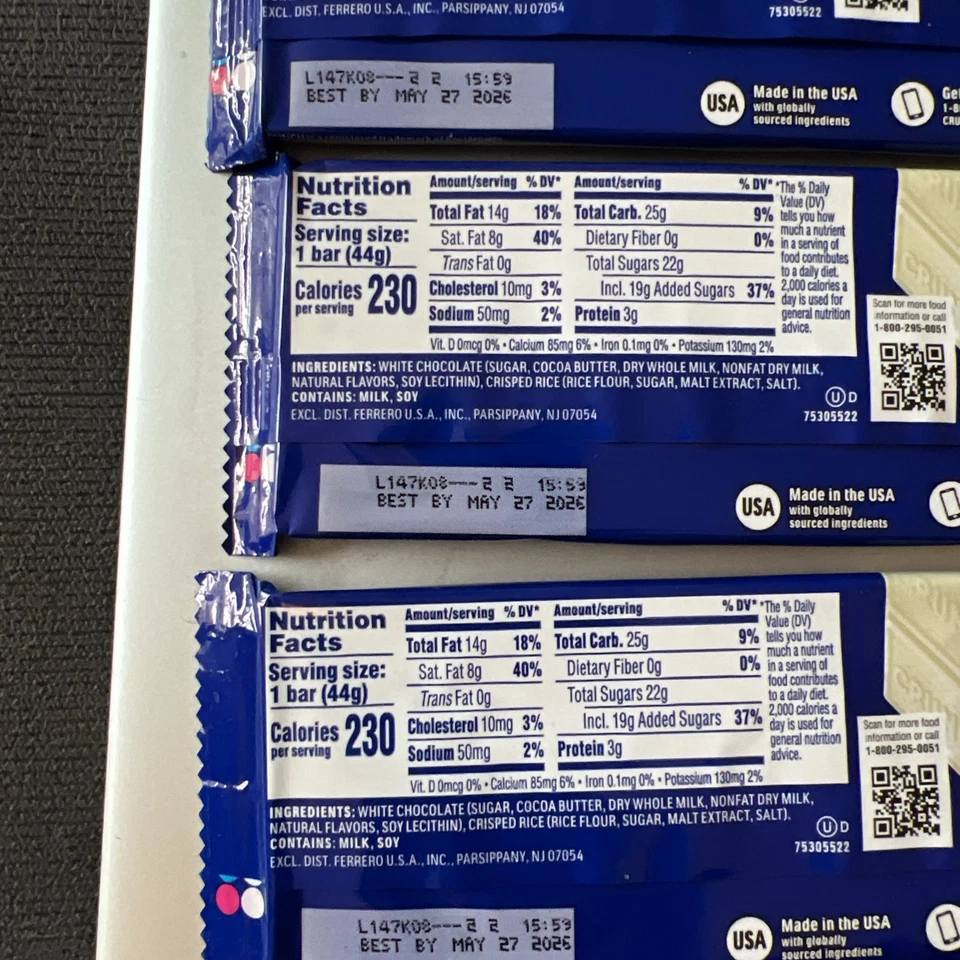 EXCL. DIST. FERRERO U.S.A., INC., PARSIPPANY, NJ 07054
75305522
L147K08--- 2 2 15:59
BEST BY MAY 27 2026
USA
Made in the USA
with globally
sourced ingredients
Nutrition
Facts
Serving size:
1 bar (44g)
Calories 230
per serving
Amount/serving % DV*
Total Fat 14g 18%
Sat. Fat 8g 40%
Trans Fat 0g
Cholesterol 10mg 3%
Sodium 50mg 2%
Amount/serving % DV*
Total Carb. 25g 9%
Dietary Fiber 0g 0%
Total Sugars 22g
Incl. 19g Added Sugars 37%
Protein 3g
*The % Daily
Value (DV)
tells you how
much a nutrient
in a serving of
food contributes
to a daily diet.
2,000 calories a
day is used for
general nutrition
advice.
Vit. D 0mcg 0% • Calcium 85mg 6% • Iron 0.1mg 0% • Potassium 130mg 2%
Scan for more food
information or call
1-800-295-0051
INGREDIENTS: WHITE CHOCOLATE (SUGAR, COCOA BUTTER, DRY WHOLE MILK, NONFAT DRY MILK,
NATURAL FLAVORS, SOY LECITHIN), CRISPED RICE (RICE FLOUR, SUGAR, MALT EXTRACT, SALT).
CONTAINS: MILK, SOY
EXCL. DIST. FERRERO U.S.A., INC., PARSIPPANY, NJ 07054
U D
75305522
L147K08--- 2 2 15:59
BEST BY MAY 27 2026
USA
Made in the USA
with globally
sourced ingredients
Nutrition
Facts
Serving size:
1 bar (44g)
Calories 230
per serving
Amount/serving % DV*
Total Fat 14g 18%
Sat. Fat 8g 40%
Trans Fat 0g
Cholesterol 10mg 3%
Sodium 50mg 2%
Amount/serving % DV*
Total Carb. 25g 9%
Dietary Fiber 0g 0%
Total Sugars 22g
Incl. 19g Added Sugars 37%
Protein 3g
*The % Daily
Value (DV)
tells you how
much a nutrient
in a serving of
food contributes
to a daily diet.
2,000 calories a
day is used for
general nutrition
advice.
Vit. D 0mcg 0% • Calcium 85mg 6% • Iron 0.1mg 0% • Potassium 130mg 2%
Scan for more food
information or call
1-800-295-0051
INGREDIENTS: WHITE CHOCOLATE (SUGAR, COCOA BUTTER, DRY WHOLE MILK, NONFAT DRY MILK,
NATURAL FLAVORS, SOY LECITHIN), CRISPED RICE (RICE FLOUR, SUGAR, MALT EXTRACT, SALT).
CONTAINS: MILK, SOY
EXCL. DIST. FERRERO U.S.A., INC., PARSIPPANY, NJ 07054
U D
75305522
L147K08--- 2 2 15:59
BEST BY MAY 27 2026
USA
Made in the USA
with globally
sourced ingredients